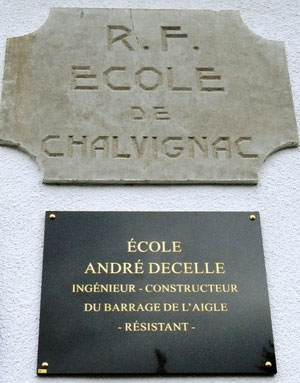 R. F.
ECOLE
DE
CHALVIGNAC
ÉCOLE
ANDRÉ DECELLE
INGÉNIEUR - CONSTRUCTEUR
DU BARRAGE DE L'AIGLE
- RÉSISTANT -